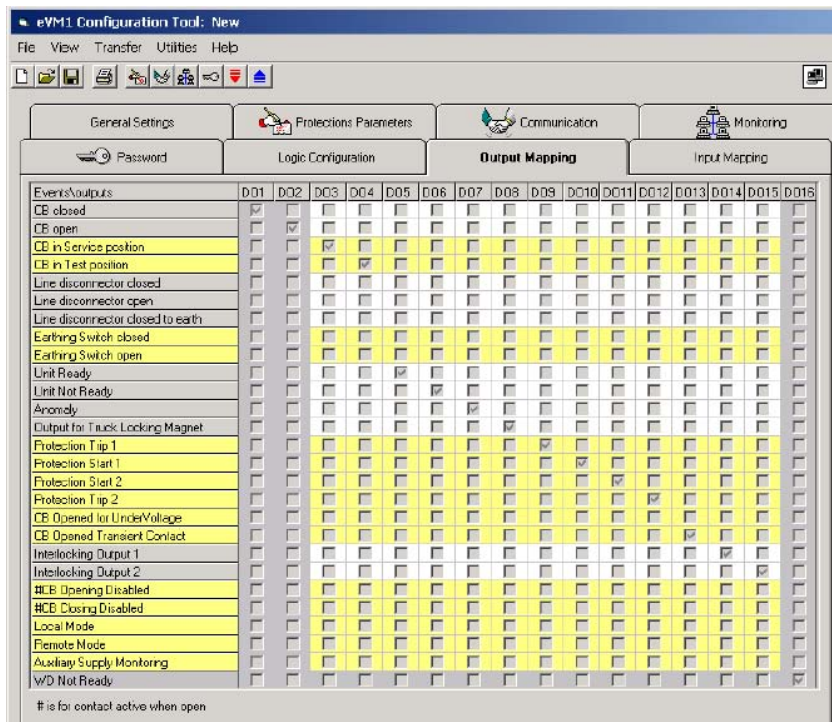 eVM1 Configuration Tool: New
File View Transfer Utilities Help
General Settings Protections Parameters Communication Monitoring
Password Logic Configuration Output Mapping Input Mapping
Events\outputs DO1 DO2 DO3 DO4 DO5 DO6 DO7 DO8 DO9 DO10 DO11 DO12 DO13 DO14 DO15 DO16
CB closed
CB open
CB in Service position
CB in Test position
Line disconnector closed
Line disconnector open
Line disconnector closed to earth
Earthing Switch closed
Earthing Switch open
Unit Ready
Unit Not Ready
Anomaly
Output for Truck Locking Magnet
Protection Trip 1
Protection Start 1
Protection Start 2
Protection Trip 2
CB Opened for UnderVoltage
CB Opened Transient Contact
Interlocking Output 1
Interlocking Output 2
#CB Opening Disabled
#CB Closing Disabled
Local Mode
Remote Mode
Auxiliary Supply Monitoring
WD Not Ready
# is for contact active when open